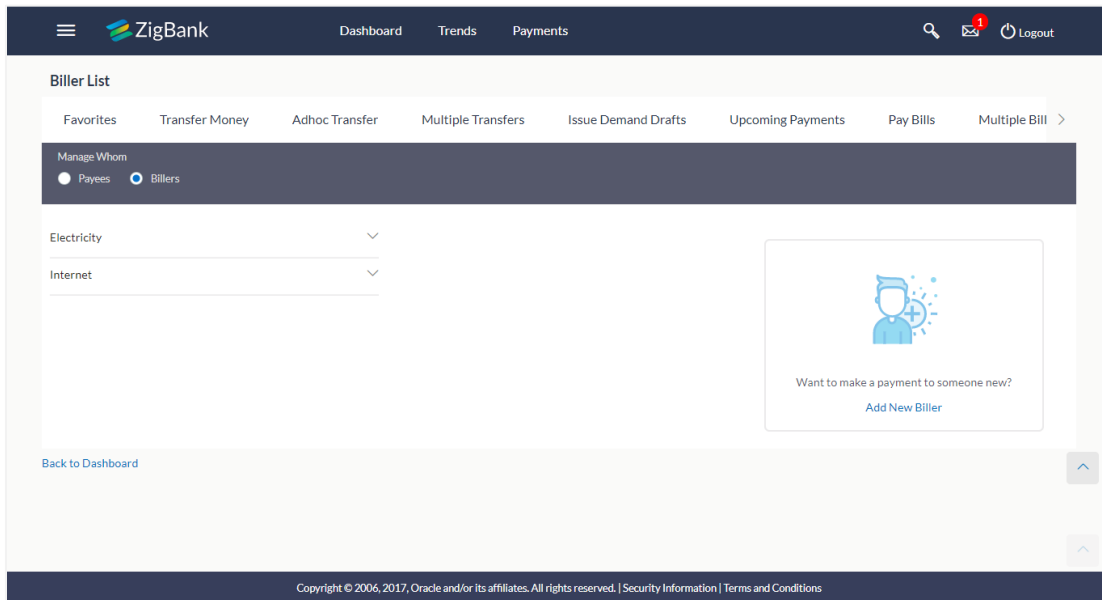 ZigBank Dashboard Trends Payments 1 Logout
Biller List
Favorites Transfer Money Adhoc Transfer Multiple Transfers Issue Demand Drafts Upcoming Payments Pay Bills Multiple Bill
Manage Whom
Payees Billers
Electricity
Internet
Want to make a payment to someone new?
Add New Biller
Back to Dashboard
Copyright © 2006, 2017, Oracle and/or its affiliates. All rights reserved. | Security Information | Terms and Conditions